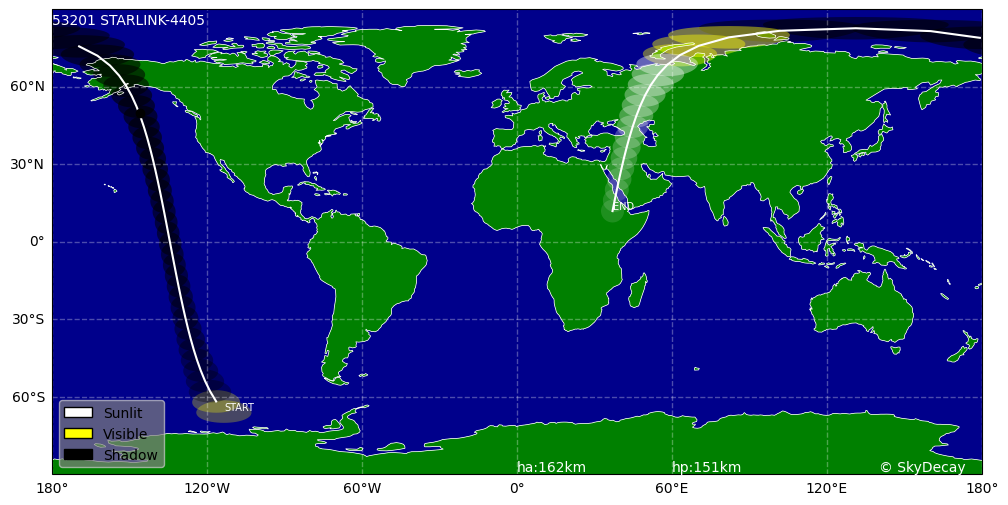 53201 STARLINK-4405
60°N
30°N
0°
30°S
60°S
END
START
Sunlit
Visible
Shadow
ha:162km hp:151km © SkyDecay
180° 120°W 60°W 0° 60°E 120°E 180°